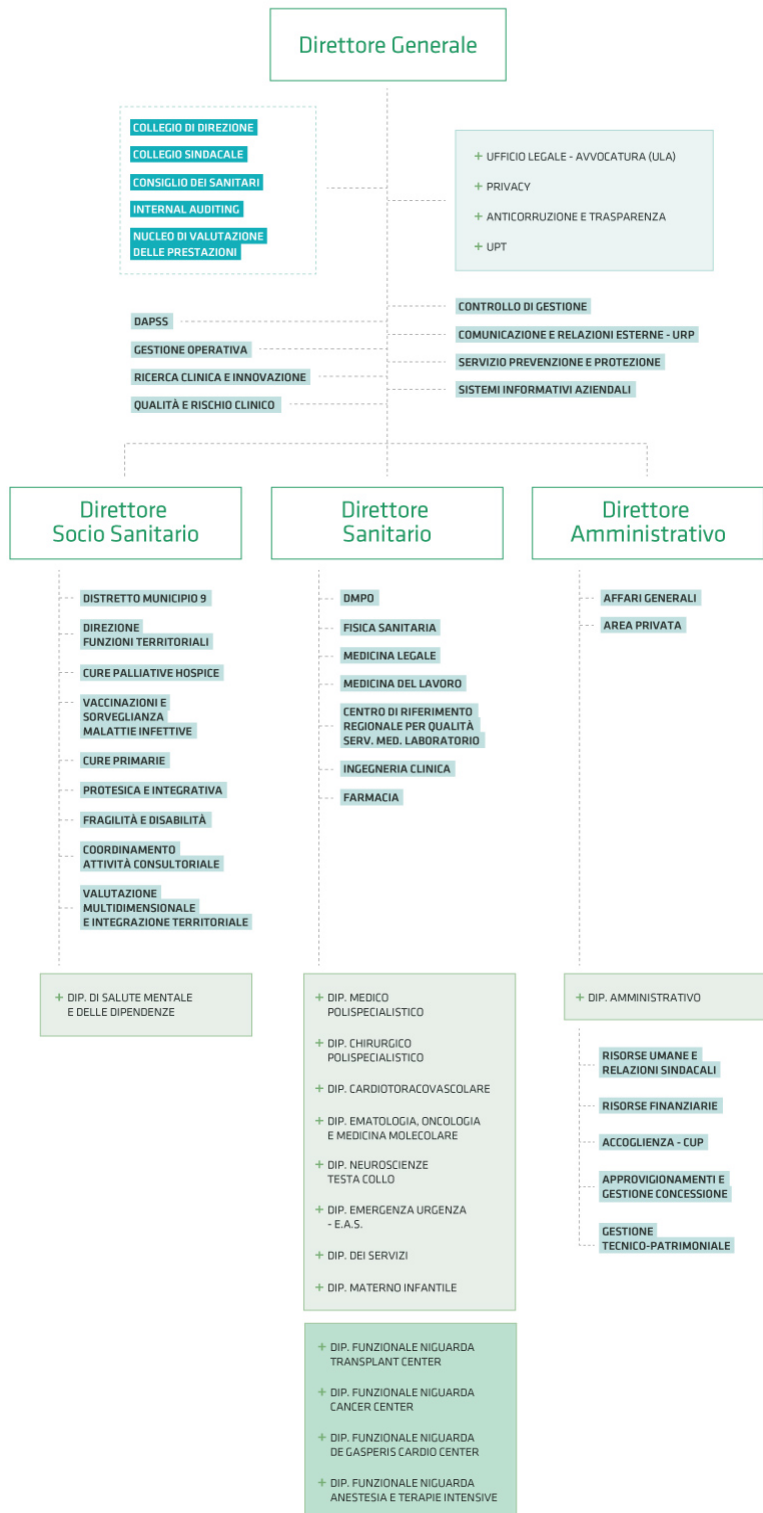 Direttore Generale
COLLEGIO DI DIREZIONE
COLLEGIO SINDACALE
CONSIGLIO DEI SANITARI
INTERNAL AUDITING
NUCLEO DI VALUTAZIONE
DELLE PRESTAZIONI
+ UFFICIO LEGALE - AVVOCATURA (ULA)
+ PRIVACY
+ ANTICORRUZIONE E TRASPARENZA
+ UPT
DAPSS
GESTIONE OPERATIVA
RICERCA CLINICA E INNOVAZIONE
QUALITÀ E RISCHIO CLINICO
CONTROLLO DI GESTIONE
COMUNICAZIONE E RELAZIONI ESTERNE - URP
SERVIZIO PREVENZIONE E PROTEZIONE
SISTEMI INFORMATIVI AZIENDALI
Direttore
Socio Sanitario
DISTRETTO MUNICIPIO 9
DIREZIONE
FUNZIONI TERRITORIALI
CURE PALLIATIVE HOSPICE
VACCINAZIONI E
SORVEGLIANZA
MALATTIE INFETTIVE
CURE PRIMARIE
PROTESICA E INTEGRATIVA
FRAGILITÀ E DISABILITÀ
COORDINAMENTO
ATTIVITÀ CONSULTORIALE
VALUTAZIONE
MULTIDIMENSIONALE
E INTEGRAZIONE TERRITORIALE
+ DIP. DI SALUTE MENTALE
E DELLE DIPENDENZE
Direttore
Sanitario
DMPO
FISICA SANITARIA
MEDICINA LEGALE
MEDICINA DEL LAVORO
CENTRO DI RIFERIMENTO
REGIONALE PER QUALITÀ
SERV. MED. LABORATORIO
INGEGNERIA CLINICA
FARMACIA
+ DIP. MEDICO
POLISPECIALISTICO
+ DIP. CHIRURGICO
POLISPECIALISTICO
+ DIP. CARDIOTORACOVASCOLARE
+ DIP. EMATOLOGIA, ONCOLOGIA
E MEDICINA MOLECOLARE
+ DIP. NEUROSCIENZE
TESTA COLLO
+ DIP. EMERGENZA URGENZA
- E.A.S.
+ DIP. DEI SERVIZI
+ DIP. MATERNO INFANTILE
+ DIP. FUNZIONALE NIGUARDA
TRANSPLANT CENTER
+ DIP. FUNZIONALE NIGUARDA
CANCER CENTER
+ DIP. FUNZIONALE NIGUARDA
DE GASPERIS CARDIO CENTER
+ DIP. FUNZIONALE NIGUARDA
ANESTESIA E TERAPIE INTENSIVE
Direttore
Amministrativo
AFFARI GENERALI
AREA PRIVATA
+ DIP. AMMINISTRATIVO
RISORSE UMANE E
RELAZIONI SINDACALI
RISORSE FINANZIARIE
ACCOGLIENZA - CUP
APPROVIGIONAMENTI E
GESTIONE CONCESSIONE
GESTIONE
TECNICO-PATRIMONIALE